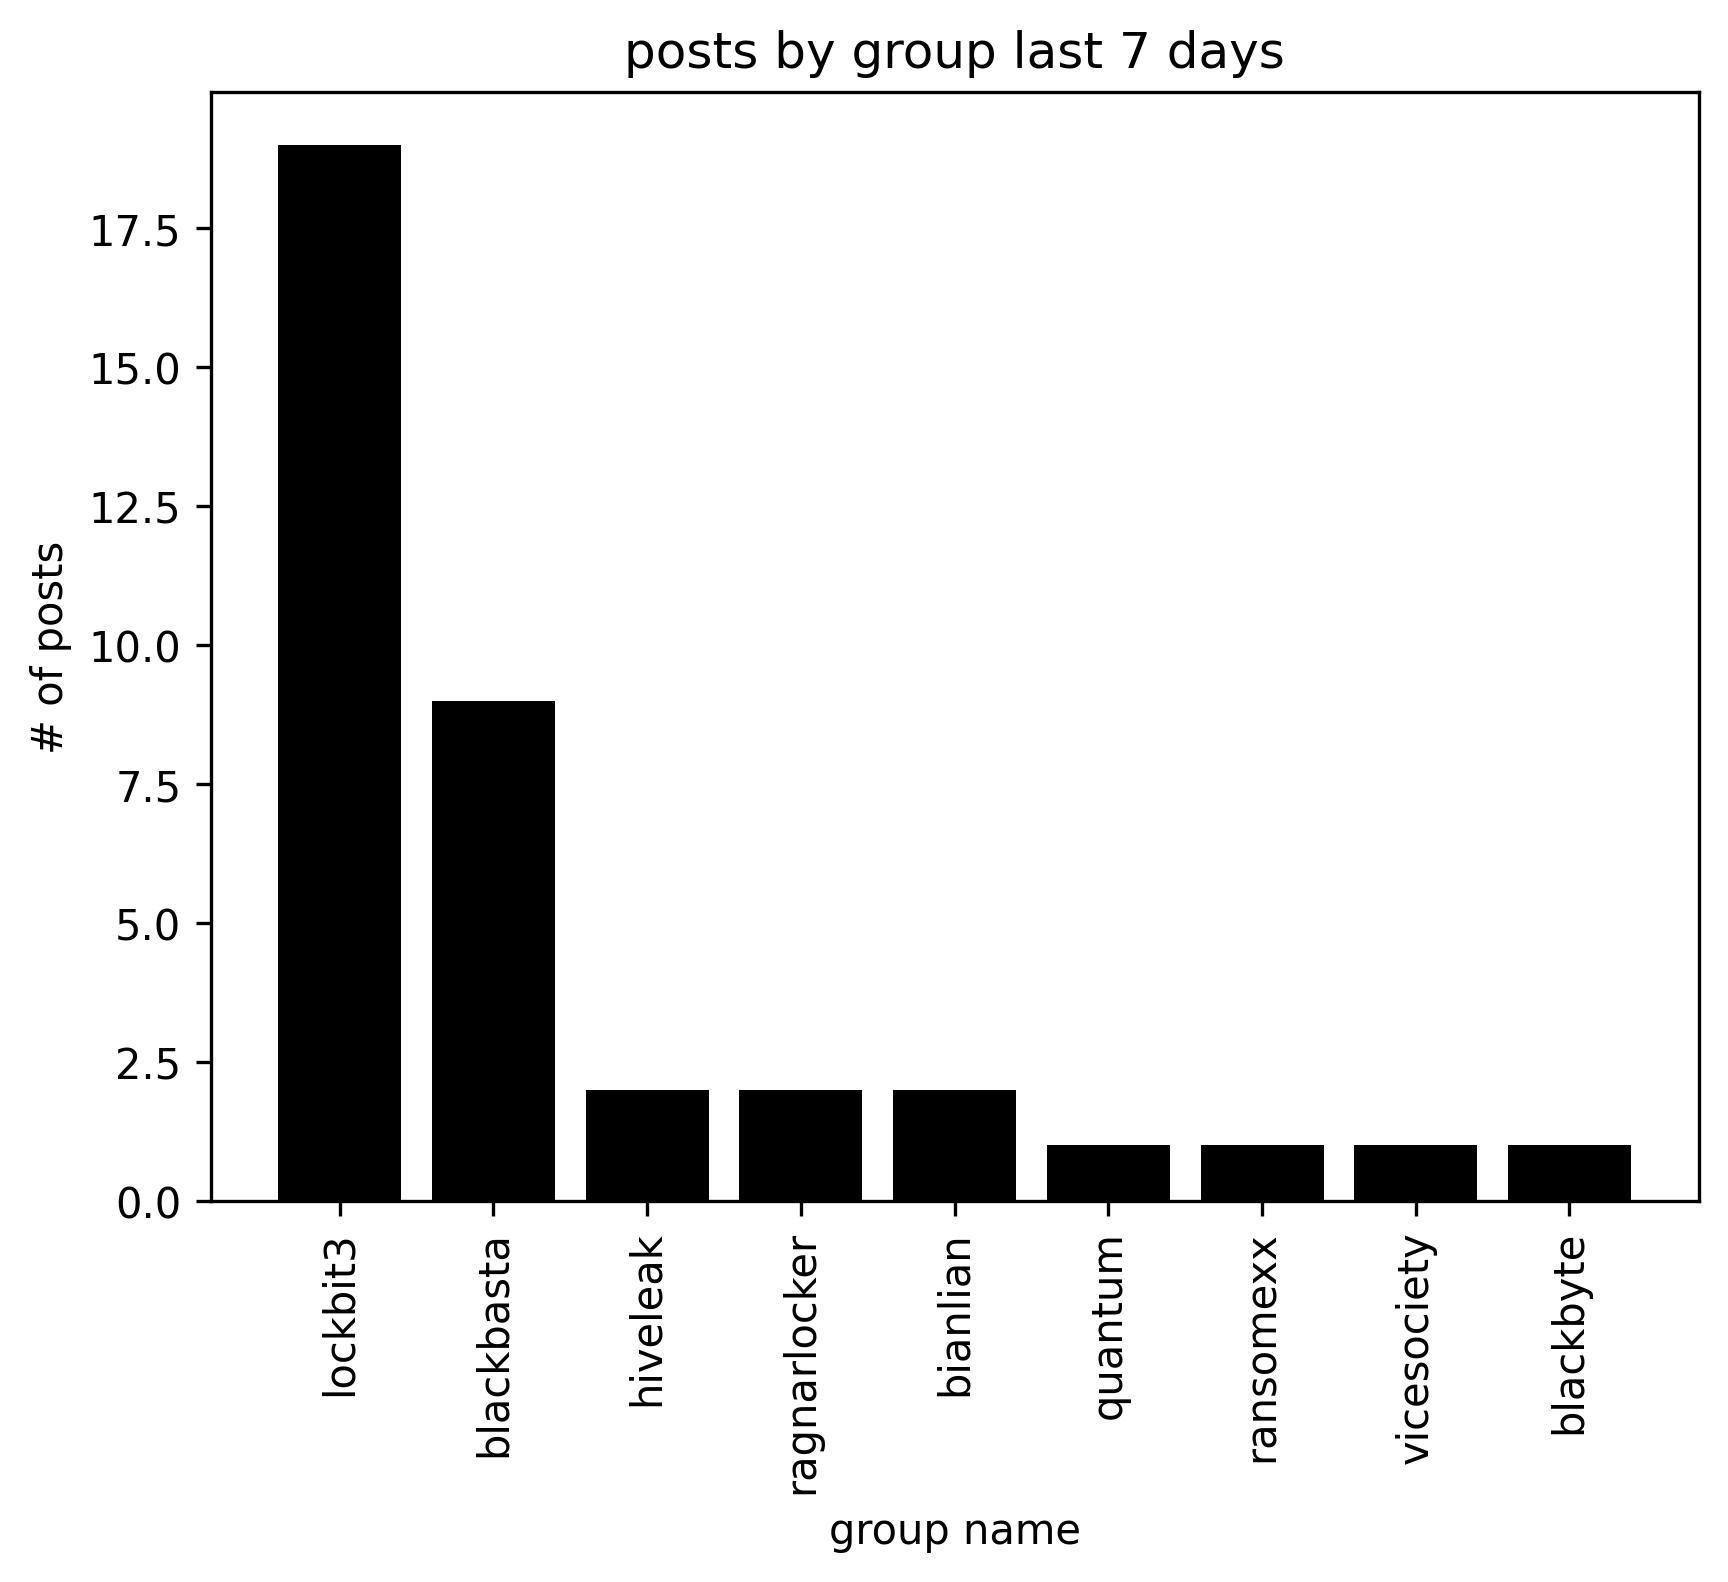 posts by group last 7 days
# of posts
17.5
15.0
12.5
10.0
7.5
5.0
2.5
0.0
lockbit3
blackbasta
hiveleak
ragnarlocker
bianlian
quantum
ransomexx
vicesociety
blackbyte
group name